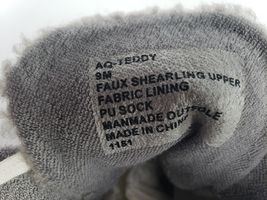 AQ-TEDDY
9M
FAUX SHEARLING UPPER
FABRIC LINING
PU SOCK
MANMADE OUTSOLE
MADE IN CHINA
1151